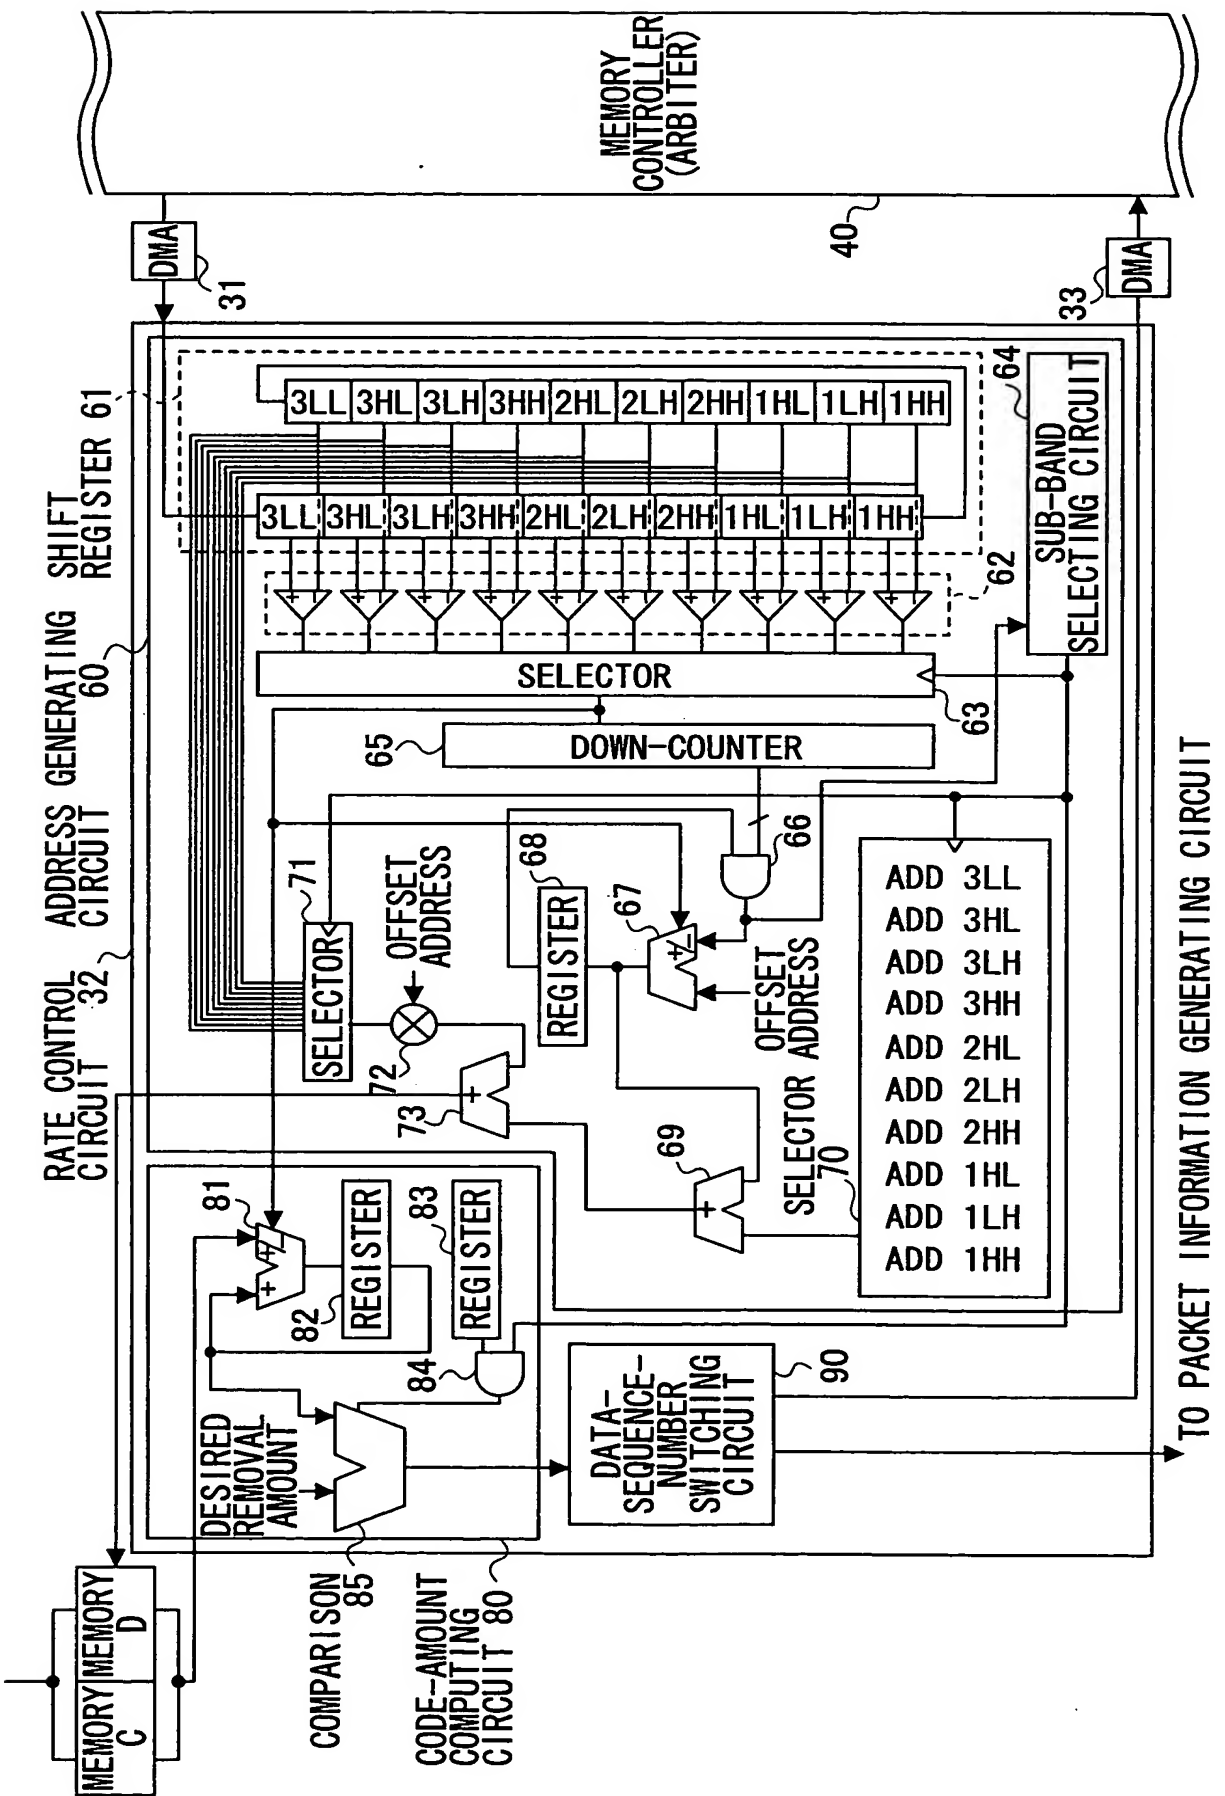 RATE CONTROL
CIRCUIT 32
ADDRESS GENERATING
CIRCUIT 60
SHIFT
REGISTER 61
MEMORY
C
MEMORY
D
DMA
31
MEMORY
CONTROLLER
(ARBITER)
40
DMA
33
3LL
3HL
3LH
3HH
2HL
2LH
2HH
1HL
1LH
1HH
3LL
3HL
3LH
3HH
2HL
2LH
2HH
1HL
1LH
1HH
+
−
+
−
+
−
+
−
+
−
+
−
+
−
+
−
+
−
+
−
62
SELECTOR
63
SUB-BAND
SELECTING CIRCUIT
64
65
DOWN-COUNTER
66
SELECTOR
71
OFFSET
ADDRESS
72
+
73
REGISTER
68
67
+/−
OFFSET
ADDRESS
+
69
SELECTOR
70
ADD 3LL
ADD 3HL
ADD 3LH
ADD 3HH
ADD 2HL
ADD 2LH
ADD 2HH
ADD 1HL
ADD 1LH
ADD 1HH
81
+
+/−
REGISTER
82
REGISTER
83
84
DESIRED
REMOVAL
AMOUNT
COMPARISON
85
CODE-AMOUNT
COMPUTING
CIRCUIT 80
DATA-
SEQUENCE-
NUMBER
SWITCHING
CIRCUIT
90
TO PACKET INFORMATION GENERATING CIRCUIT